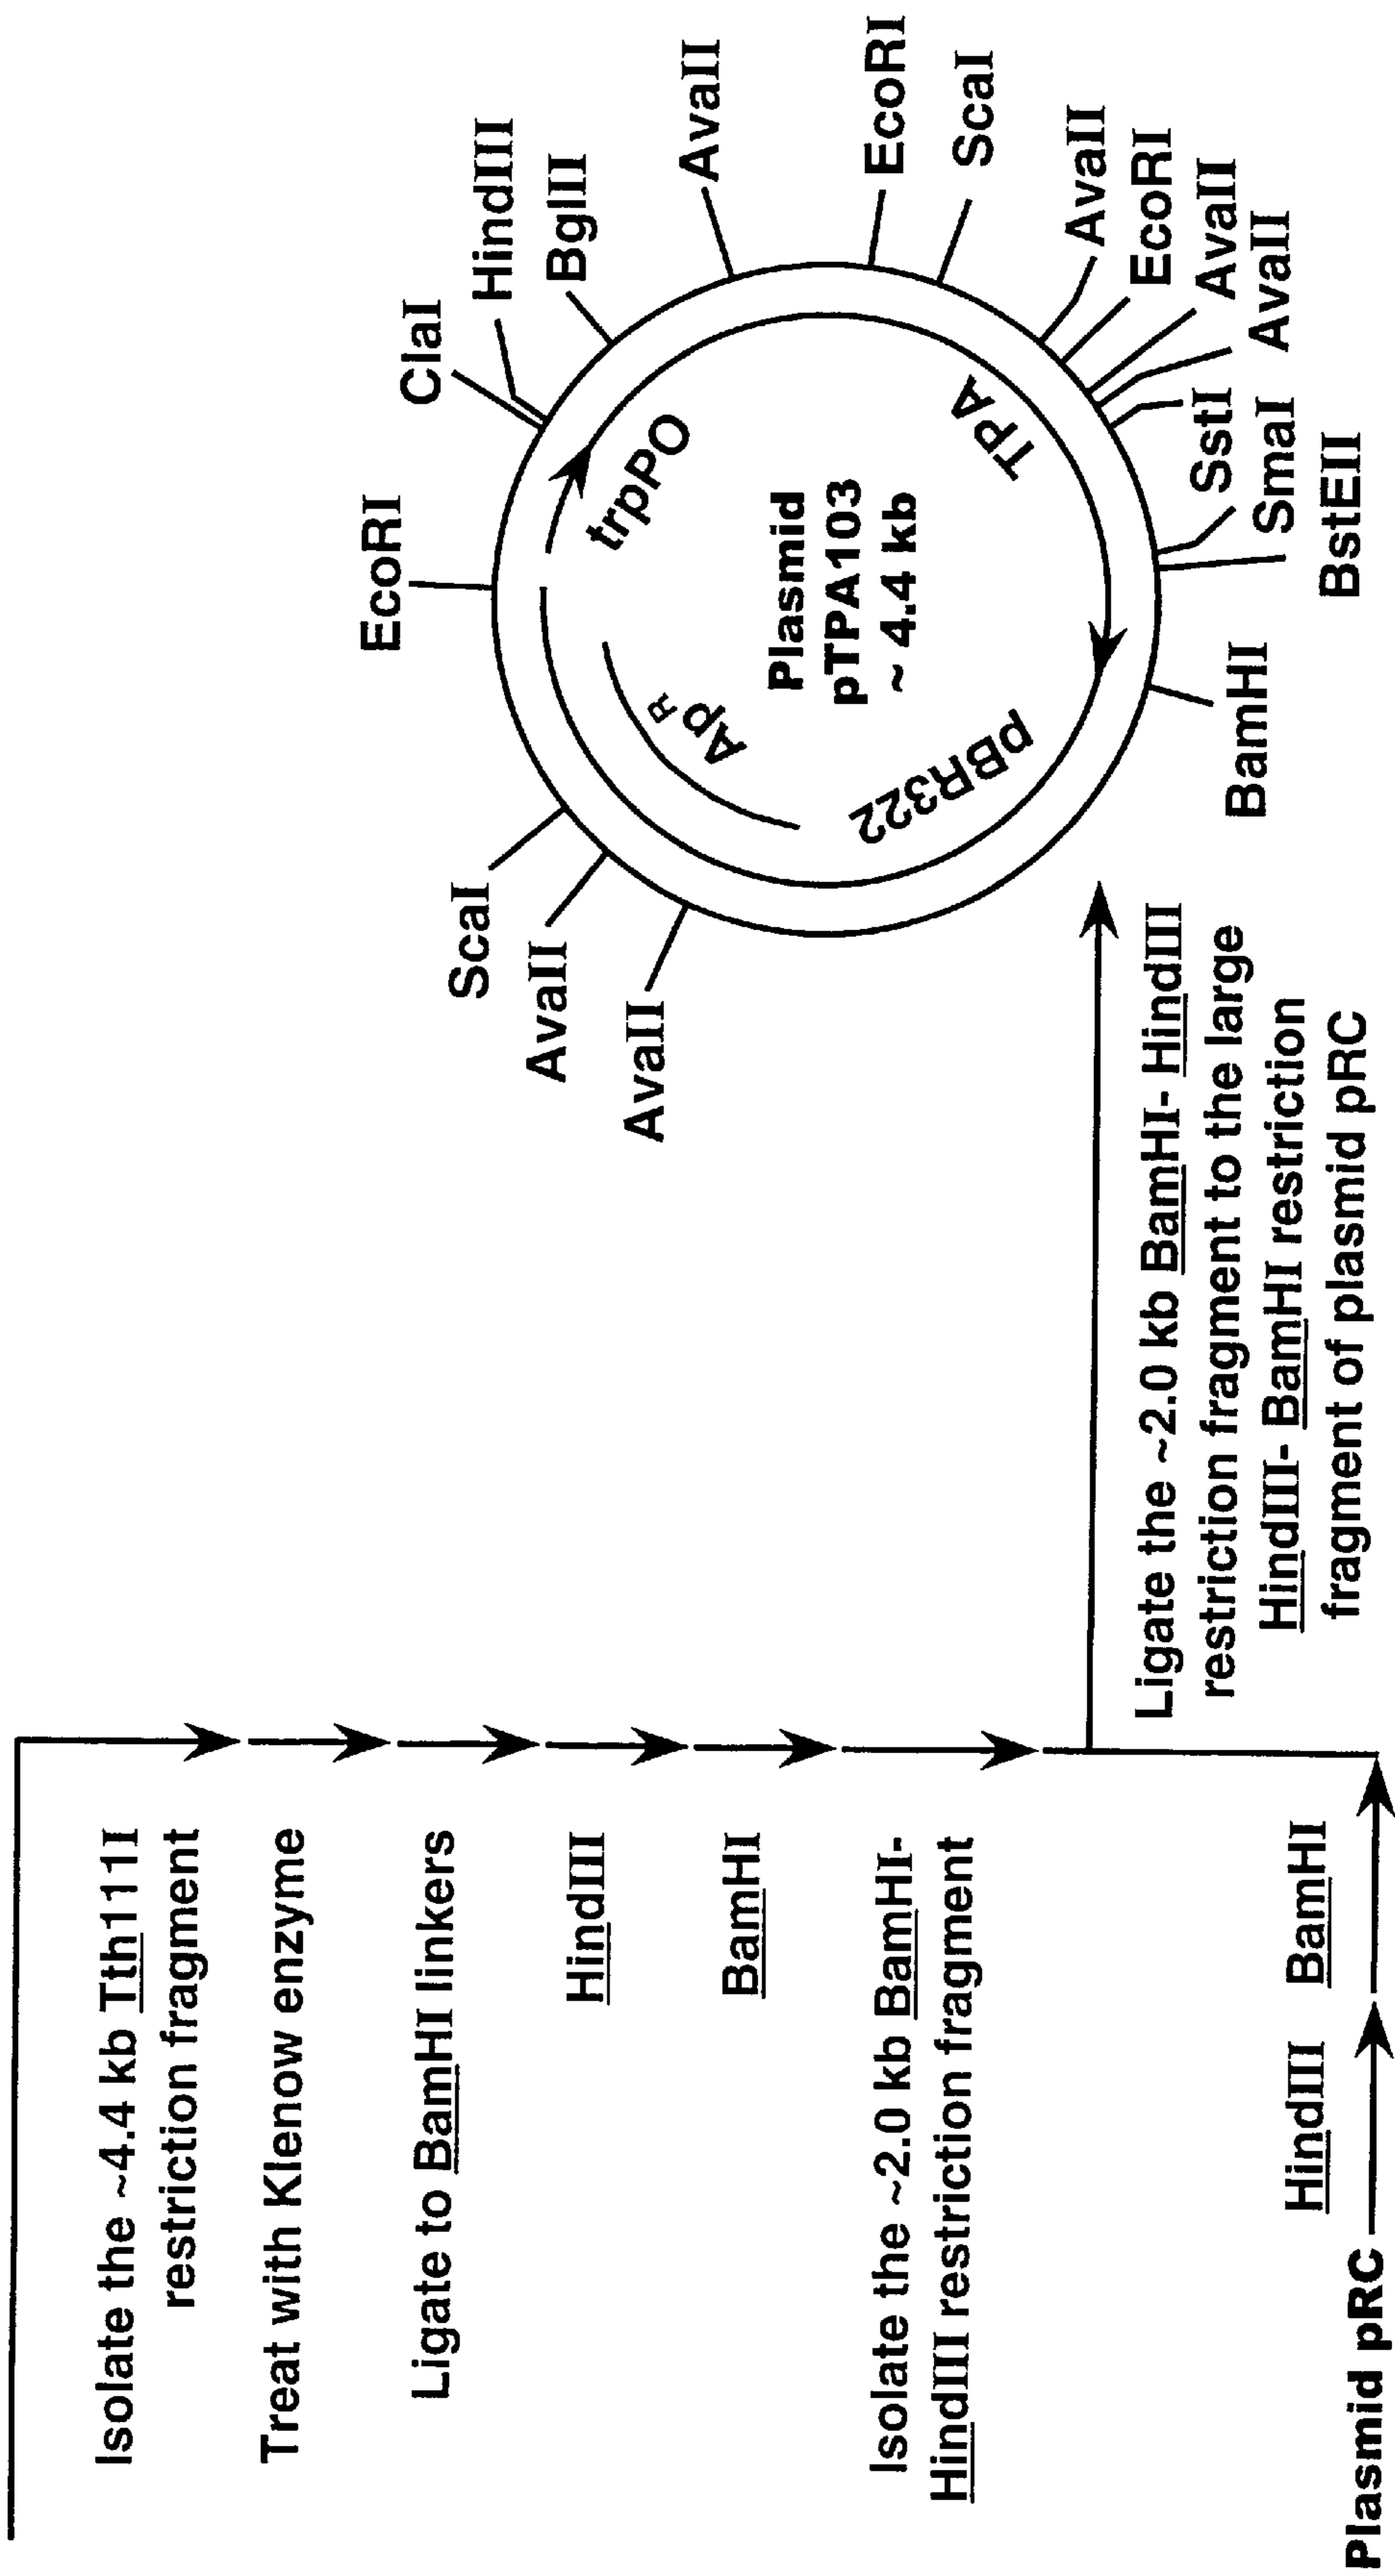 Isolate the ~4.4 kb Tth111I
restriction fragment
Treat with Klenow enzyme
Ligate to BamHI linkers
HindIII
BamHI
Isolate the ~2.0 kb BamHI-
HindIII restriction fragment
HindIII BamHI
Plasmid pRC
Ligate the ~2.0 kb BamHI- HindIII
restriction fragment to the large
HindIII- BamHI restriction
fragment of plasmid pRC
EcoRI
ClaI
HindIII
BglII
AvaII
EcoRI
ScaI
AvaII
EcoRI
AvaII
AvaII
SstI
SmaI
BstEII
BamHI
AvaII
AvaII
ScaI
trpPO
TPA
pBR322
ApR
Plasmid
pTPA103
~ 4.4 kb